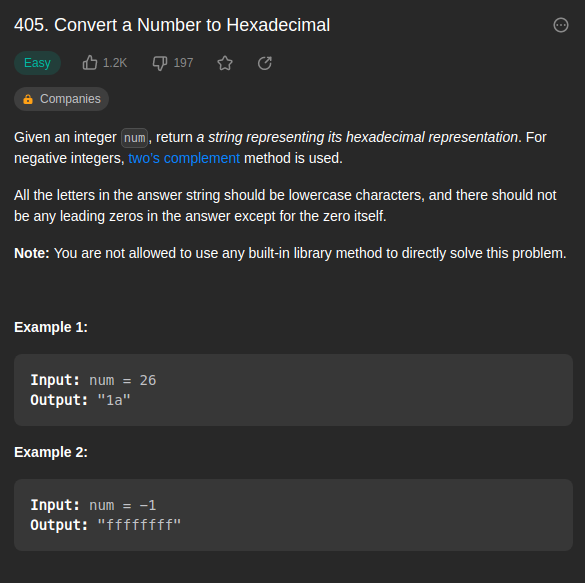 405. Convert a Number to Hexadecimal
Easy 1.2K 197
Companies
Given an integer num, return a string representing its hexadecimal representation. For
negative integers, two's complement method is used.
All the letters in the answer string should be lowercase characters, and there should not
be any leading zeros in the answer except for the zero itself.
Note: You are not allowed to use any built-in library method to directly solve this problem.
Example 1:
Input: num = 26
Output: "1a"
Example 2:
Input: num = −1
Output: "ffffffff"